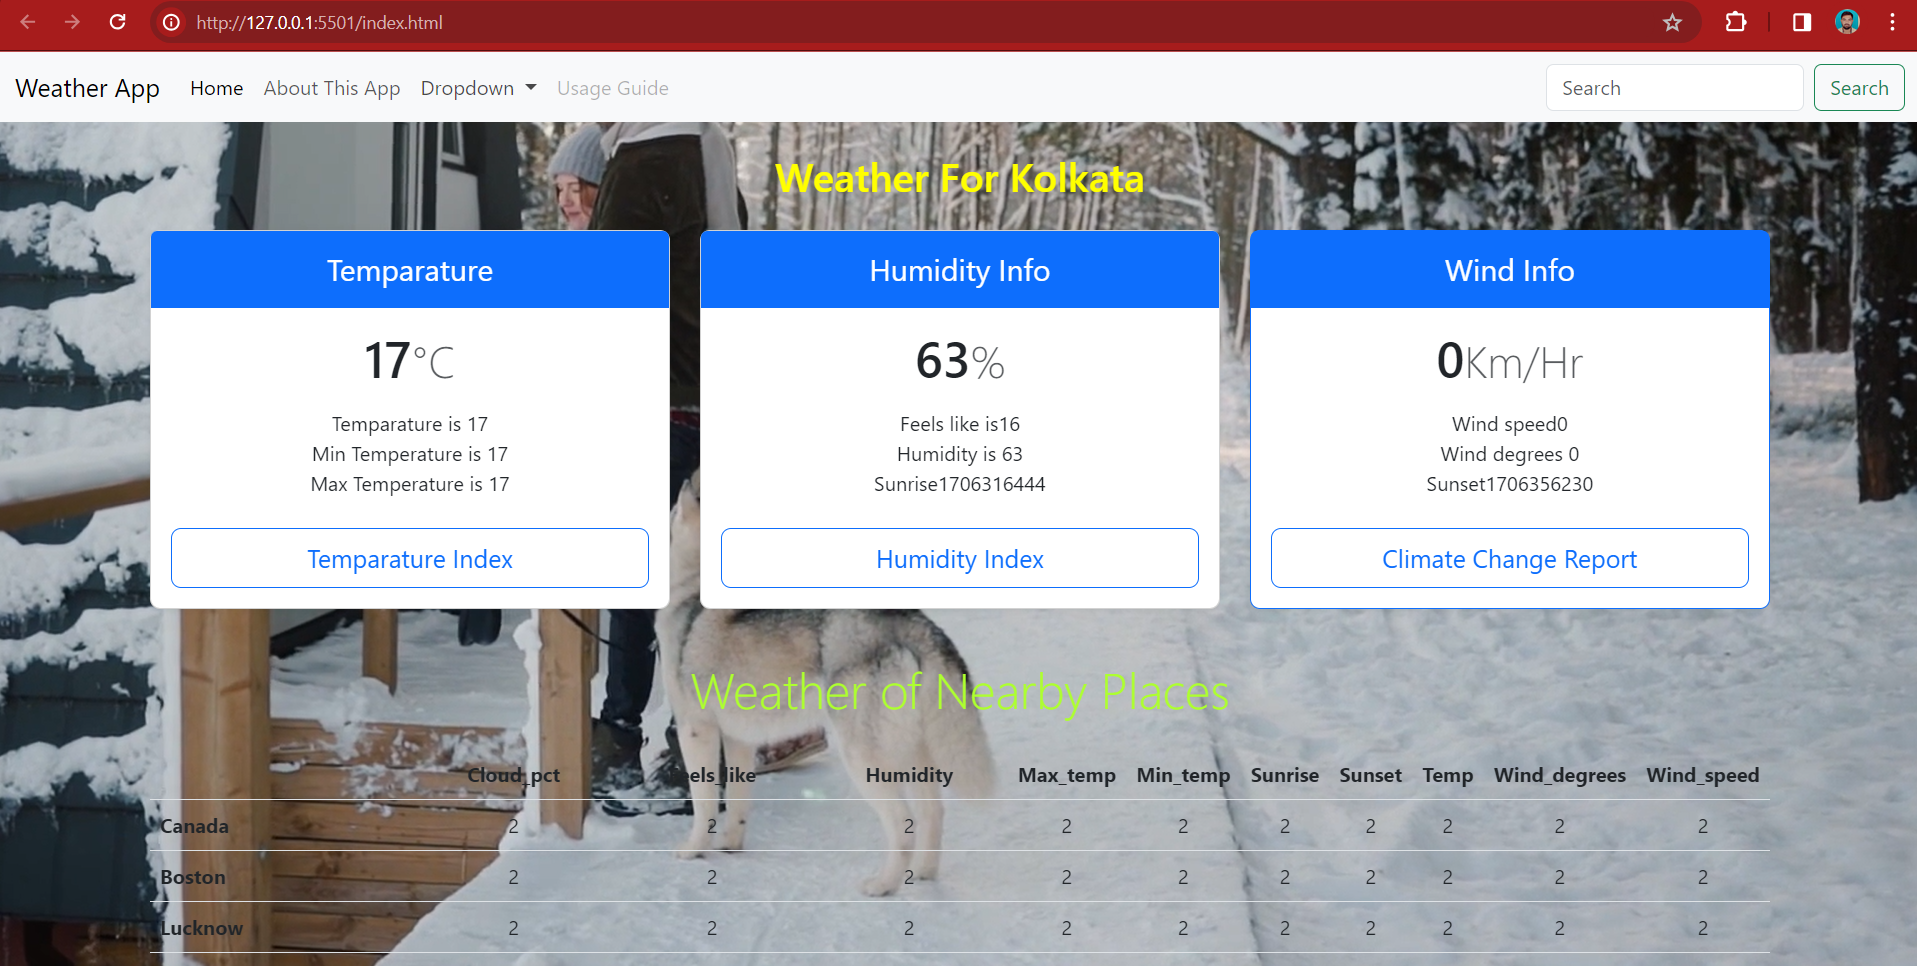 http://127.0.0.1:5501/index.html
Weather App Home About This App Dropdown Usage Guide Search Search
Weather For Kolkata
Temparature
17°C
Temparature is 17
Min Temperature is 17
Max Temperature is 17
Temparature Index
Humidity Info
63%
Feels like is16
Humidity is 63
Sunrise1706316444
Humidity Index
Wind Info
0Km/Hr
Wind speed0
Wind degrees 0
Sunset1706356230
Climate Change Report
Weather of Nearby Places
Cloud_pct Feels_like Humidity Max_temp Min_temp Sunrise Sunset Temp Wind_degrees Wind_speed
Canada 2 2 2 2 2 2 2 2 2 2
Boston 2 2 2 2 2 2 2 2 2 2
Lucknow 2 2 2 2 2 2 2 2 2 2